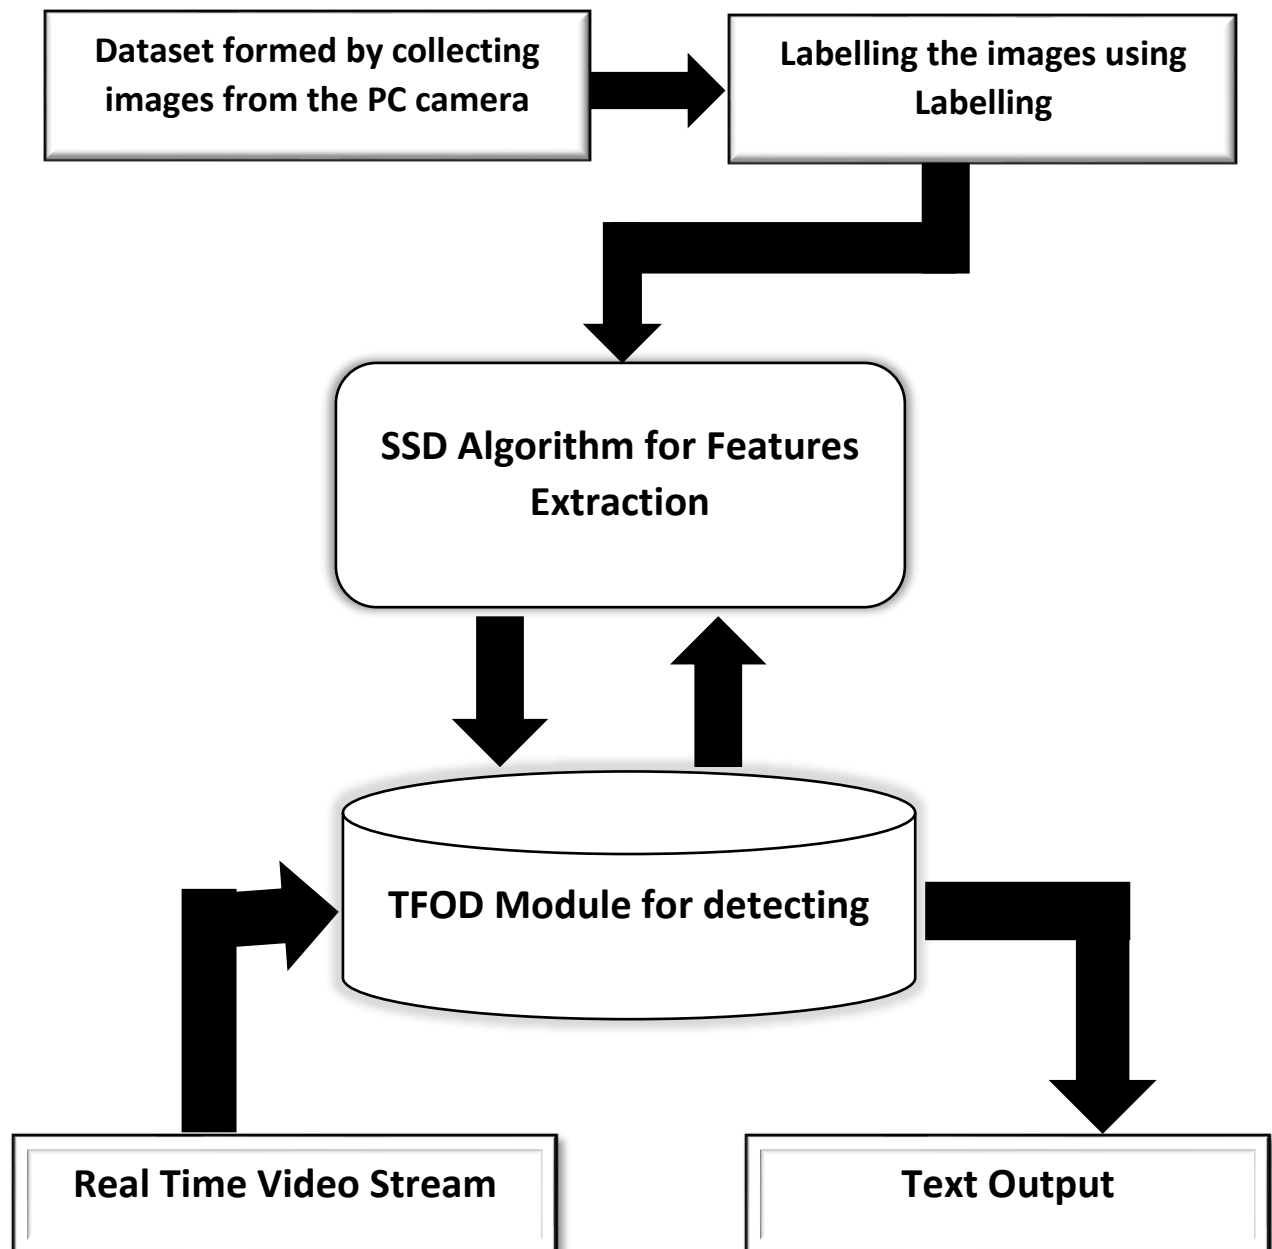 Dataset formed by collecting
images from the PC camera
Labelling the images using
Labelling
SSD Algorithm for Features
Extraction
TFOD Module for detecting
Real Time Video Stream
Text Output